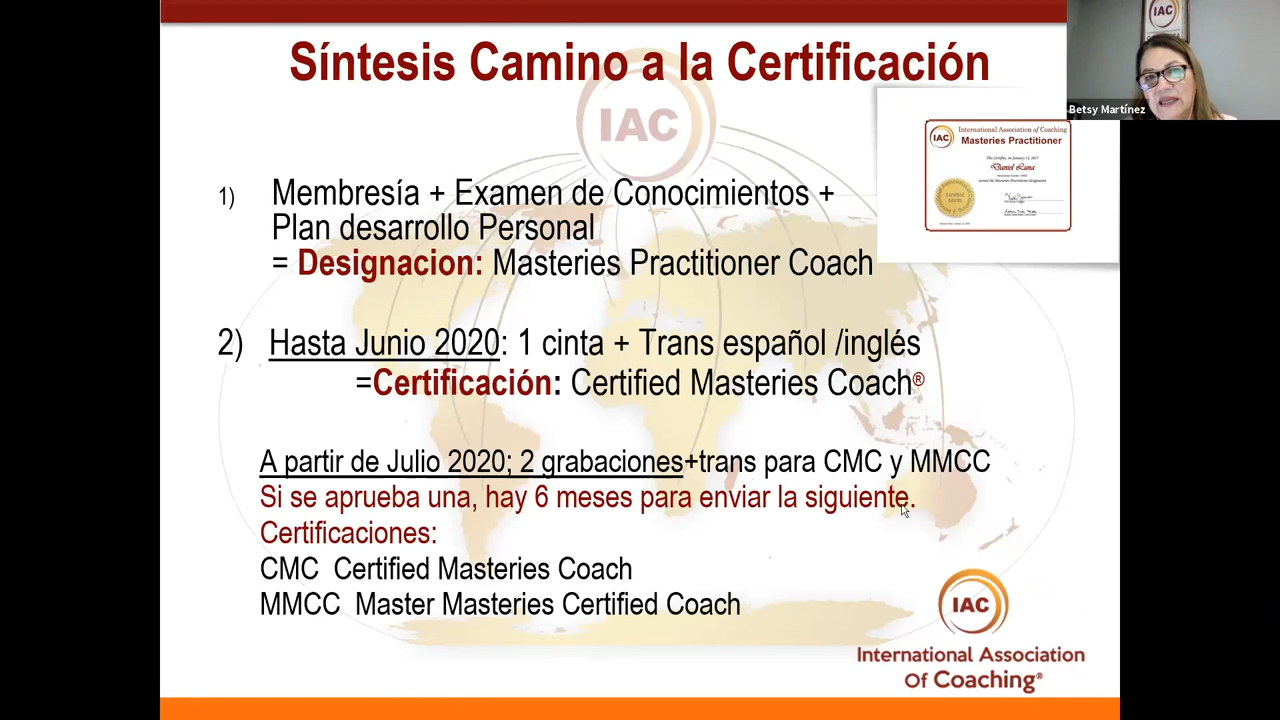 Síntesis Camino a la Certificación
IAC
IAC
Betsy Martínez
IAC
International Association of Coaching
Masteries Practitioner
Daniel Luna
1) Membresía + Examen de Conocimientos +
Plan desarrollo Personal
= Designacion: Masteries Practitioner Coach
2) Hasta Junio 2020: 1 cinta + Trans español /inglés
=Certificación: Certified Masteries Coach®
A partir de Julio 2020; 2 grabaciones+trans para CMC y MMCC
Si se aprueba una, hay 6 meses para enviar la siguiente.
Certificaciones:
CMC Certified Masteries Coach
MMCC Master Masteries Certified Coach
IAC
International Association
Of Coaching®